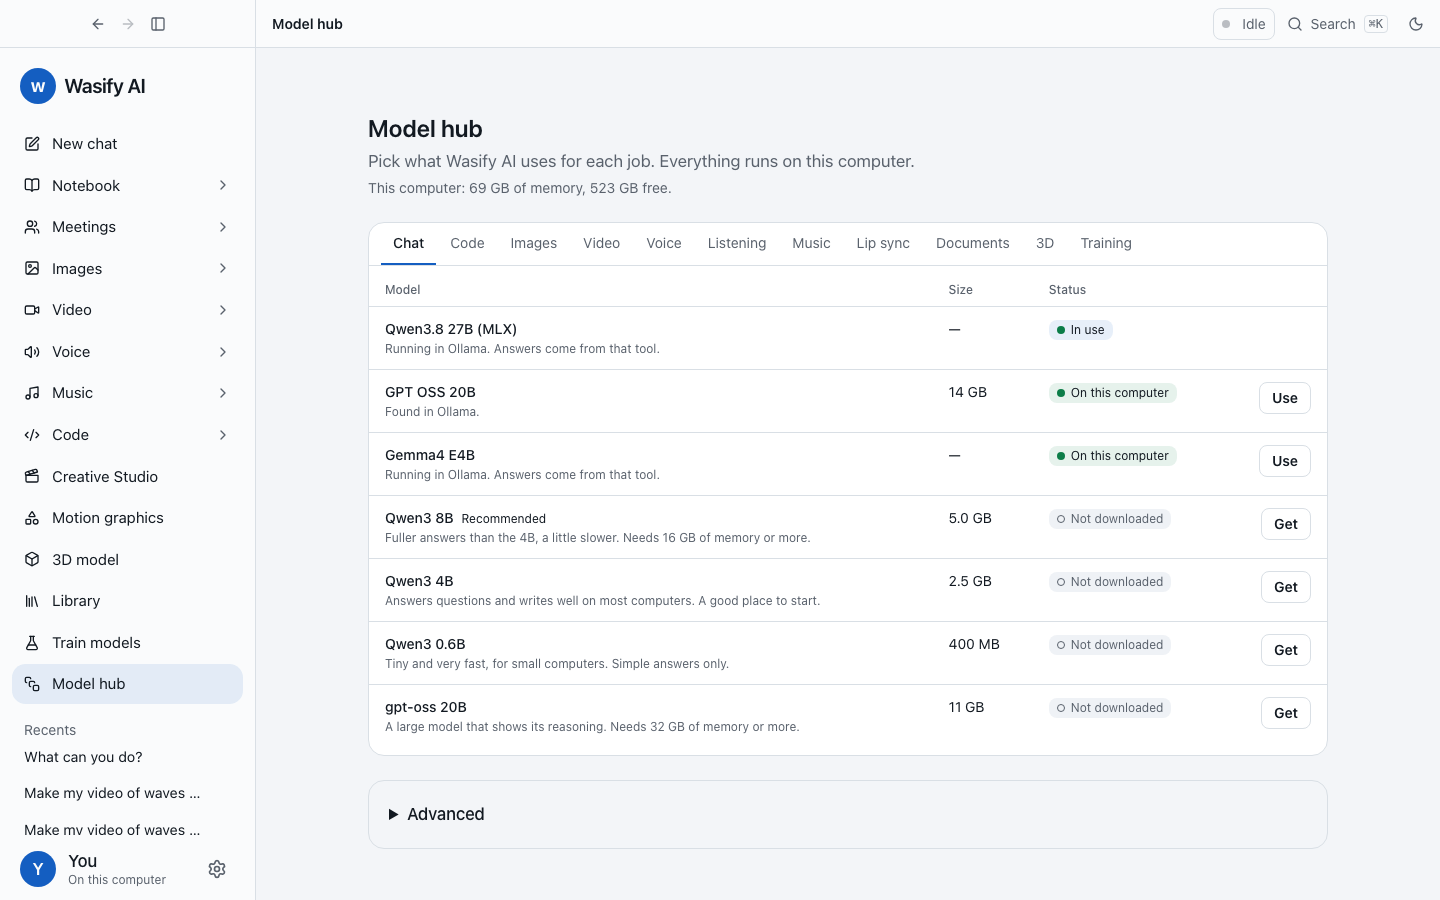 Model hub
Idle
Search ⌘K
W Wasify AI
New chat
Notebook
Meetings
Images
Video
Voice
Music
Code
Creative Studio
Motion graphics
3D model
Library
Train models
Model hub
Recents
What can you do?
Make my video of waves ...
Make my video of waves ...
Y
You
On this computer
Model hub
Pick what Wasify AI uses for each job. Everything runs on this computer.
This computer: 69 GB of memory, 523 GB free.
Chat Code Images Video Voice Listening Music Lip sync Documents 3D Training
Model Size Status
Qwen3.8 27B (MLX) — In use
Running in Ollama. Answers come from that tool.
GPT OSS 20B 14 GB On this computer Use
Found in Ollama.
Gemma4 E4B — On this computer Use
Running in Ollama. Answers come from that tool.
Qwen3 8B Recommended 5.0 GB Not downloaded Get
Fuller answers than the 4B, a little slower. Needs 16 GB of memory or more.
Qwen3 4B 2.5 GB Not downloaded Get
Answers questions and writes well on most computers. A good place to start.
Qwen3 0.6B 400 MB Not downloaded Get
Tiny and very fast, for small computers. Simple answers only.
gpt-oss 20B 11 GB Not downloaded Get
A large model that shows its reasoning. Needs 32 GB of memory or more.
Advanced